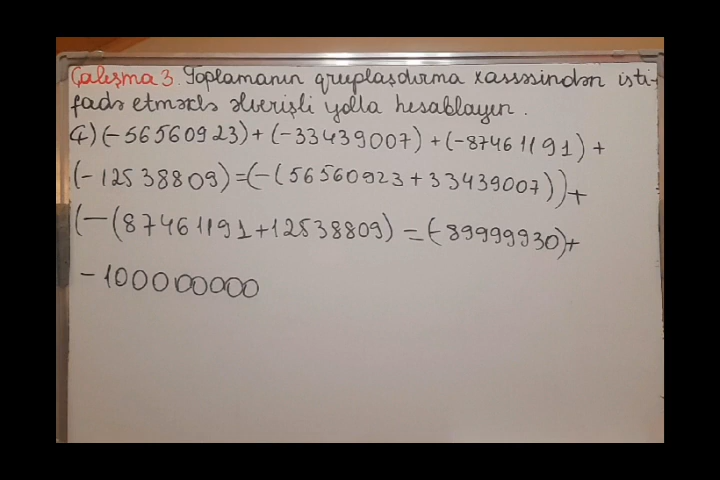 Çalışma 3. Toplamanın qruplaşdırma xassəsindən isti-
fadə etməklə əlverişli yolla hesablayın.
4) (-56560923) + (-33439007) + (-87461191) +
(-12538809) = (-(56560923 + 33439007)) +
(-(87461191 + 12538809) = (-89999930) +
-100000000